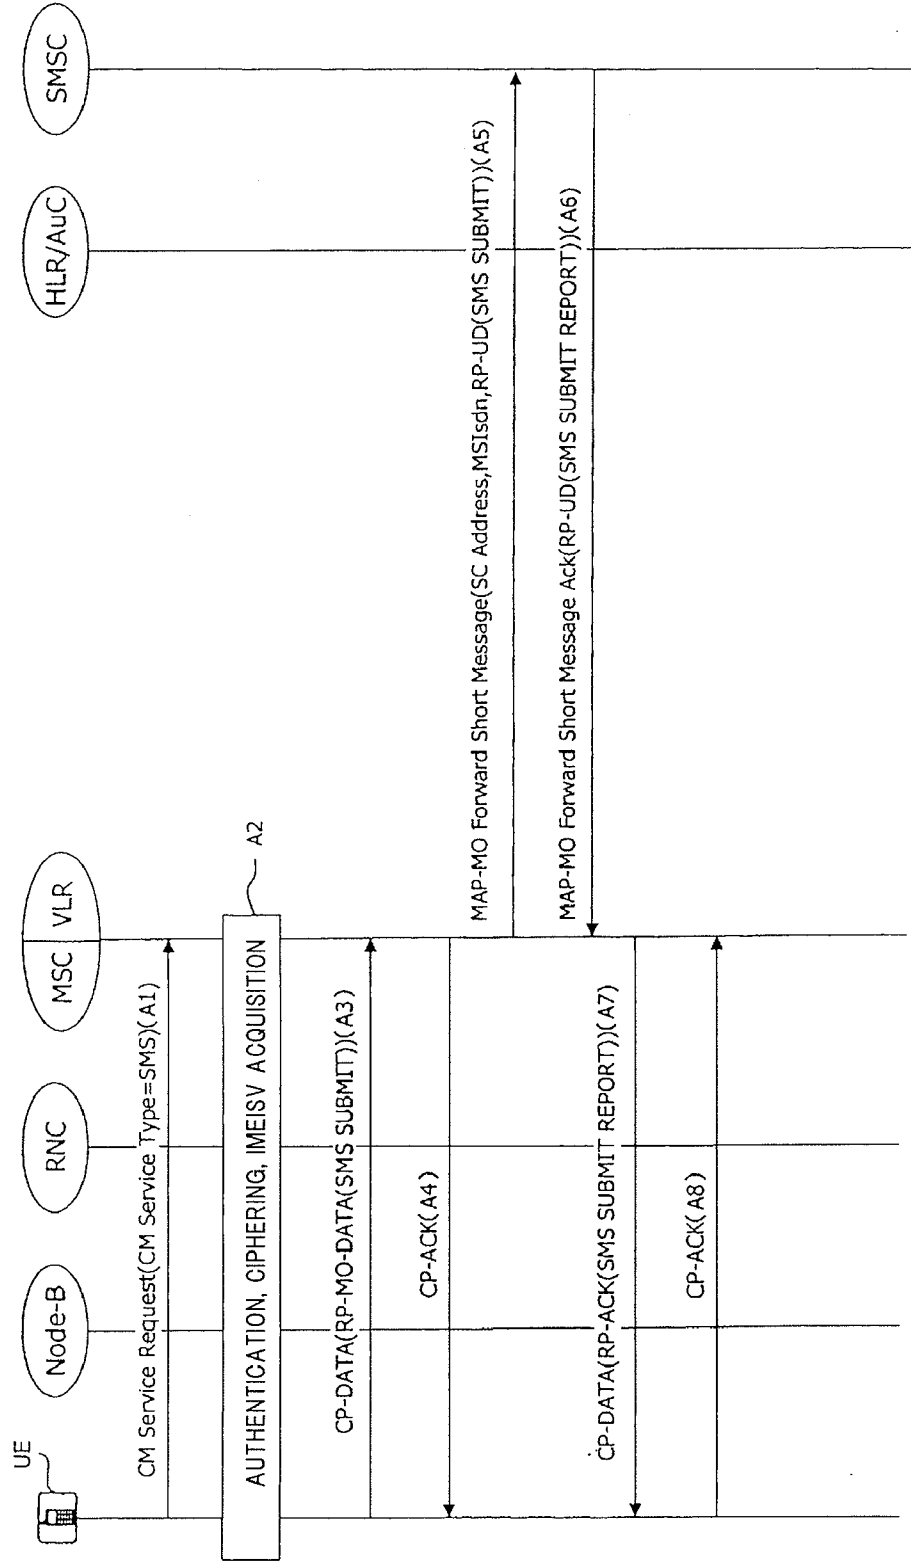 UE
Node-B
RNC
MSC VLR
HLR/AuC
SMSC
CM Service Request(CM Service Type=SMS)(A1)
AUTHENTICATION, CIPHERING, IMEISV ACQUISITION
A2
CP-DATA(RP-MO-DATA(SMS SUBMIT))(A3)
CP-ACK(A4)
MAP-MO Forward Short Message(SC Address,MSIsdn,RP-UD(SMS SUBMIT))(A5)
MAP-MO Forward Short Message Ack(RP-UD(SMS SUBMIT REPORT))(A6)
CP-DATA(RP-ACK(SMS SUBMIT REPORT))(A7)
CP-ACK(A8)